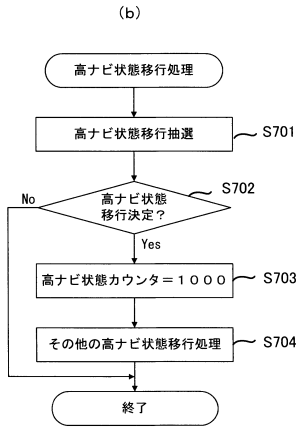 （b）
高ナビ状態移行処理
高ナビ状態移行抽選
S701
高ナビ状態
移行決定？
S702
No
Yes
高ナビ状態カウンタ＝１０００
S703
その他の高ナビ状態移行処理
S704
終了